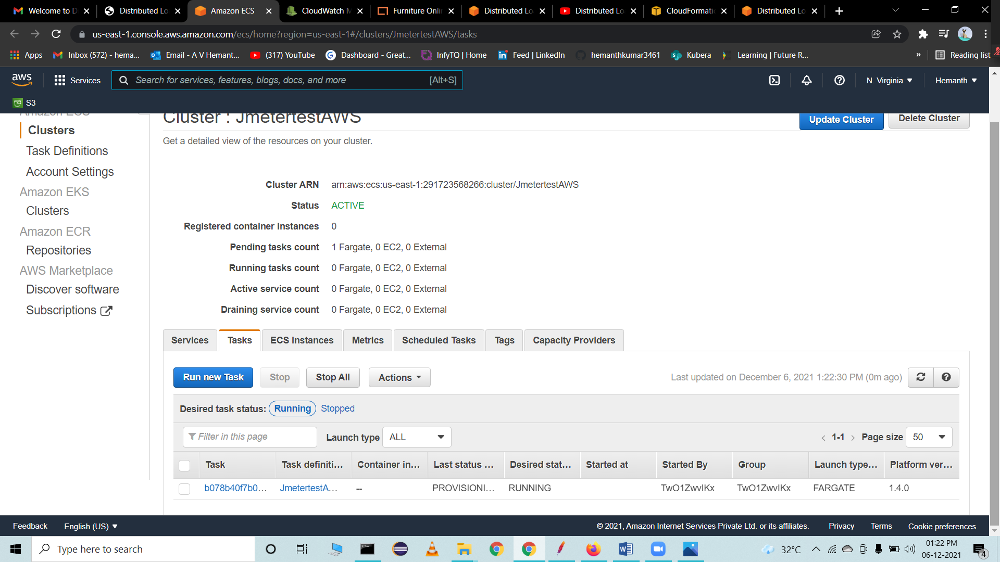 Welcome to D
Distributed Lo
Amazon ECS
CloudWatch M
Furniture Onli
Distributed Lo
Distributed Lo
CloudFormati
Distributed Lo
us-east-1.console.aws.amazon.com/ecs/home?region=us-east-1#/clusters/JmetertestAWS/tasks
Apps
Inbox (572) - hema...
Email - A V Hemant...
(317) YouTube
Dashboard - Great...
InfyTQ | Home
Feed | LinkedIn
hemanthkumar3461
Kubera
Learning | Future R...
»
Reading list
aws
Services
Search for services, features, blogs, docs, and more
[Alt+S]
N. Virginia
Hemanth
S3
Amazon ECS
Clusters
Task Definitions
Account Settings
Amazon EKS
Clusters
Amazon ECR
Repositories
AWS Marketplace
Discover software
Subscriptions
Cluster : JmetertestAWS
Update Cluster
Delete Cluster
Get a detailed view of the resources on your cluster.
Cluster ARN arn:aws:ecs:us-east-1:291723568266:cluster/JmetertestAWS
Status ACTIVE
Registered container instances 0
Pending tasks count 1 Fargate, 0 EC2, 0 External
Running tasks count 0 Fargate, 0 EC2, 0 External
Active service count 0 Fargate, 0 EC2, 0 External
Draining service count 0 Fargate, 0 EC2, 0 External
Services Tasks ECS Instances Metrics Scheduled Tasks Tags Capacity Providers
Run new Task Stop Stop All Actions
Last updated on December 6, 2021 1:22:30 PM (0m ago)
Desired task status: Running Stopped
Filter in this page
Launch type ALL
1-1
Page size 50
Task Task definiti... Container in... Last status ... Desired stat... Started at Started By Group Launch type... Platform ver...
b078b40f7b0... JmetertestA... -- PROVISIONI... RUNNING TwO1ZwvIKx TwO1ZwvIKx FARGATE 1.4.0
Feedback English (US)
© 2021, Amazon Internet Services Private Ltd. or its affiliates. Privacy Terms Cookie preferences
Type here to search
32°C
01:22 PM
06-12-2021
4